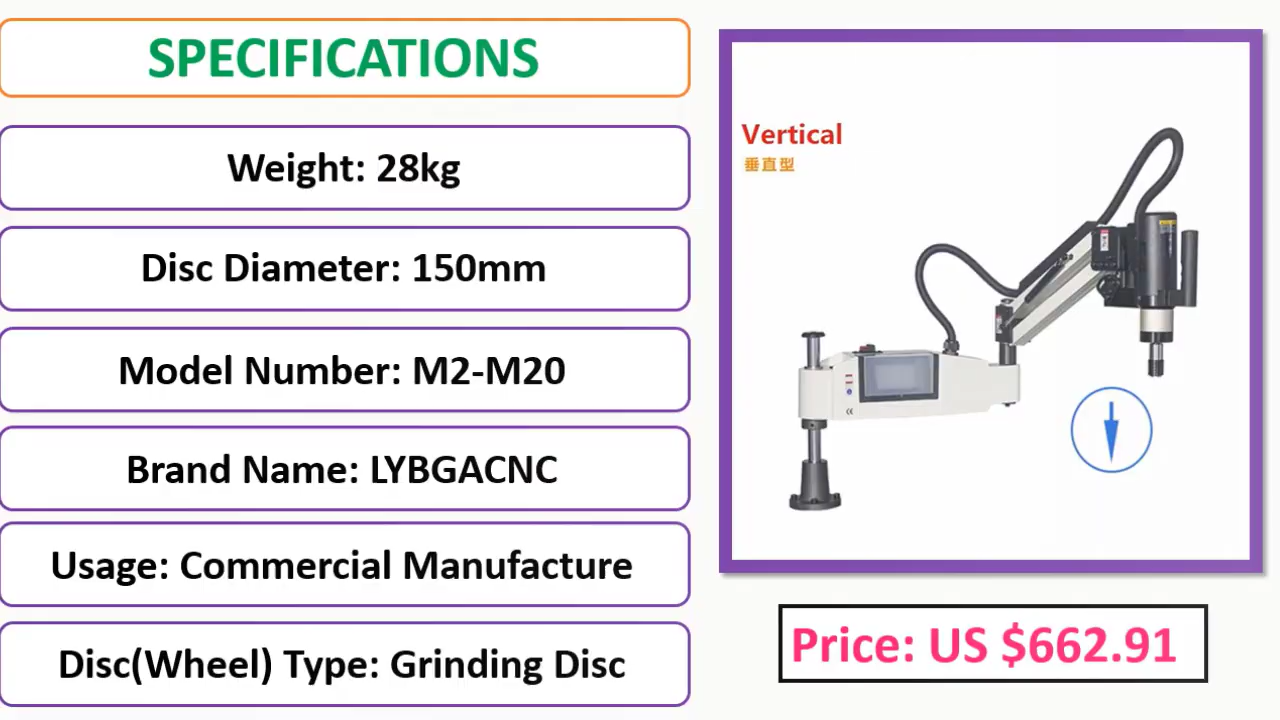 SPECIFICATIONS
Weight: 28kg
Disc Diameter: 150mm
Model Number: M2-M20
Brand Name: LYBGACNC
Usage: Commercial Manufacture
Disc(Wheel) Type: Grinding Disc
Vertical
垂直型
CE
Price: US $662.91